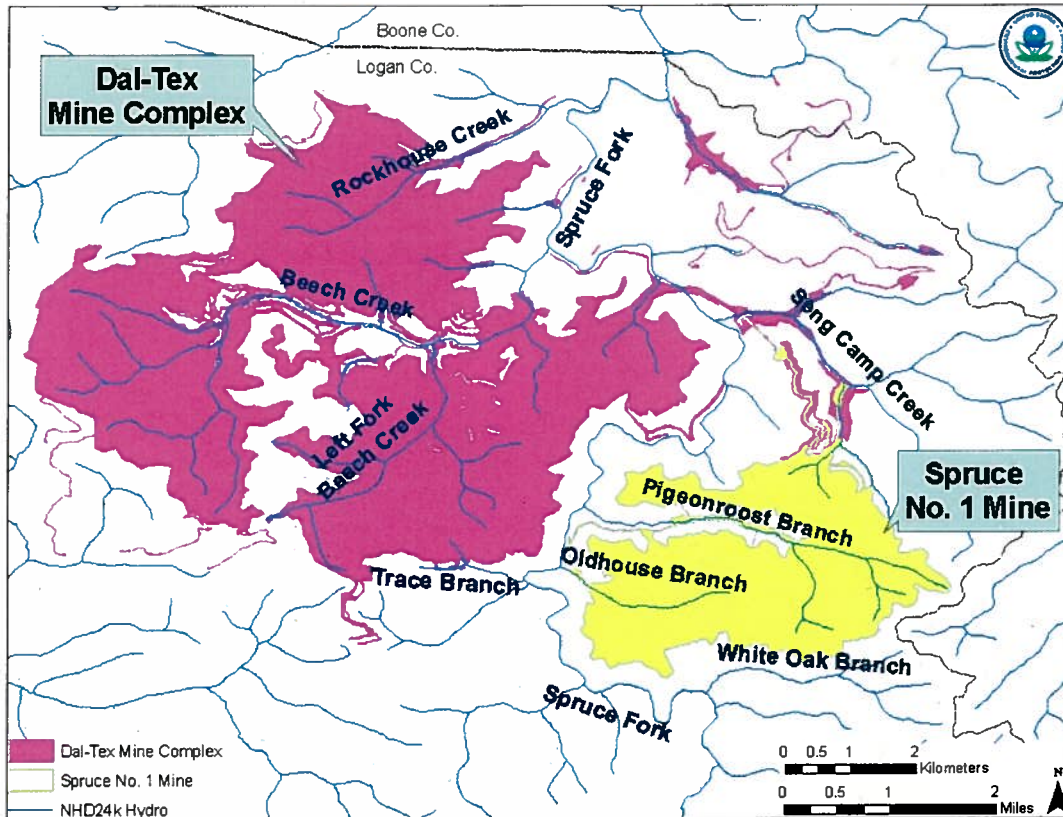 Boone Co.
Logan Co.
Dal-Tex
Mine Complex
Rockhouse Creek
Spruce Fork
Beech Creek
Seng Camp Creek
Left Fork
Beech Creek
Spruce
No. 1 Mine
Pigeonroost Branch
Oldhouse Branch
Trace Branch
White Oak Branch
Spruce Fork
Dal-Tex Mine Complex
Spruce No. 1 Mine
NHD24k Hydro
0 0.5 1 2
Kilometers
0 0.5 1 2
Miles
N